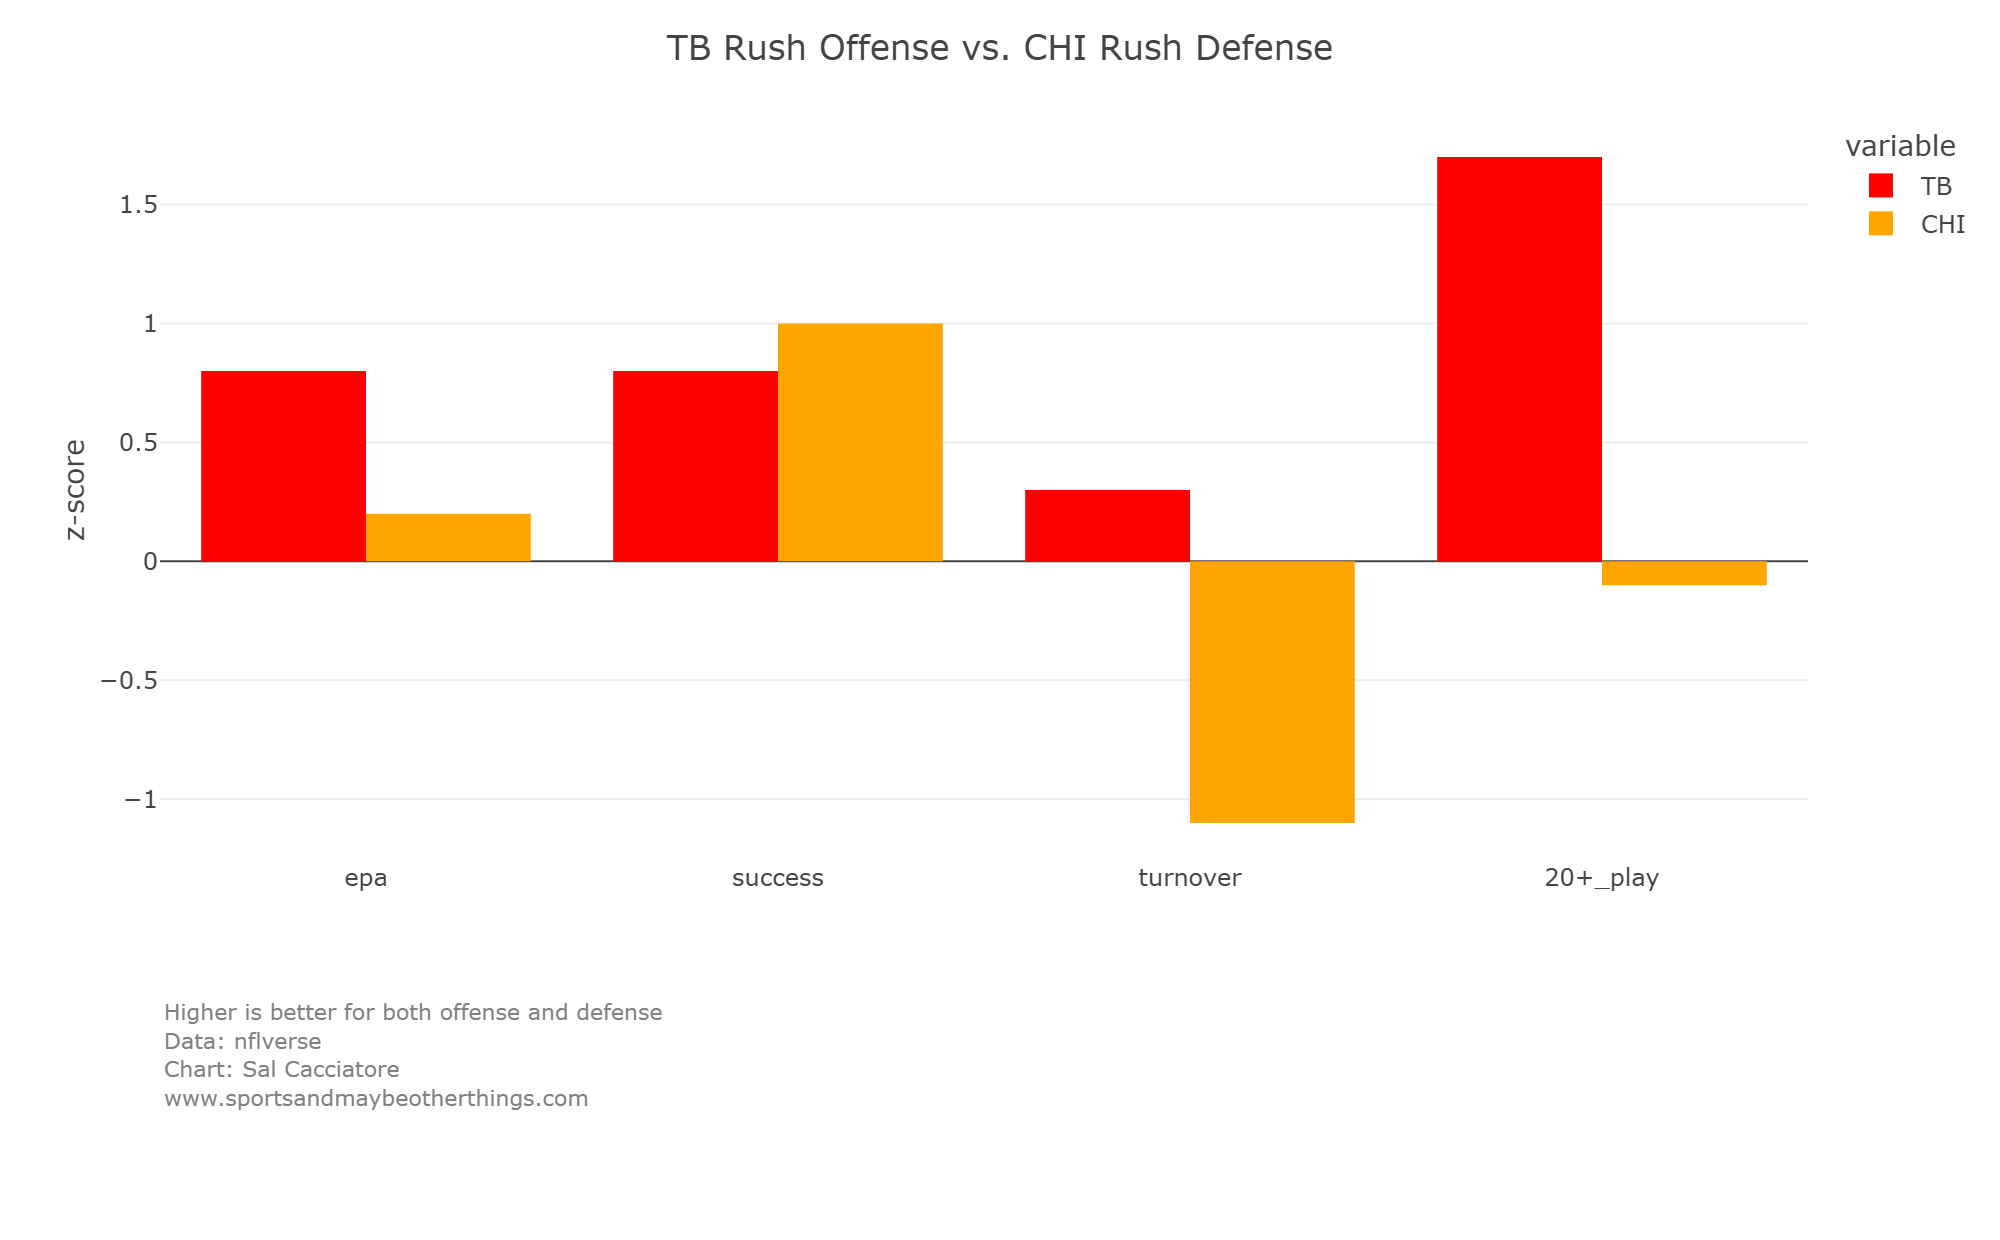 TB Rush Offense vs. CHI Rush Defense
variable
TB
CHI
1.5
1
0.5
0
−0.5
−1
z-score
epa
success
turnover
20+_play
Higher is better for both offense and defense
Data: nflverse
Chart: Sal Cacciatore
www.sportsandmaybeotherthings.com